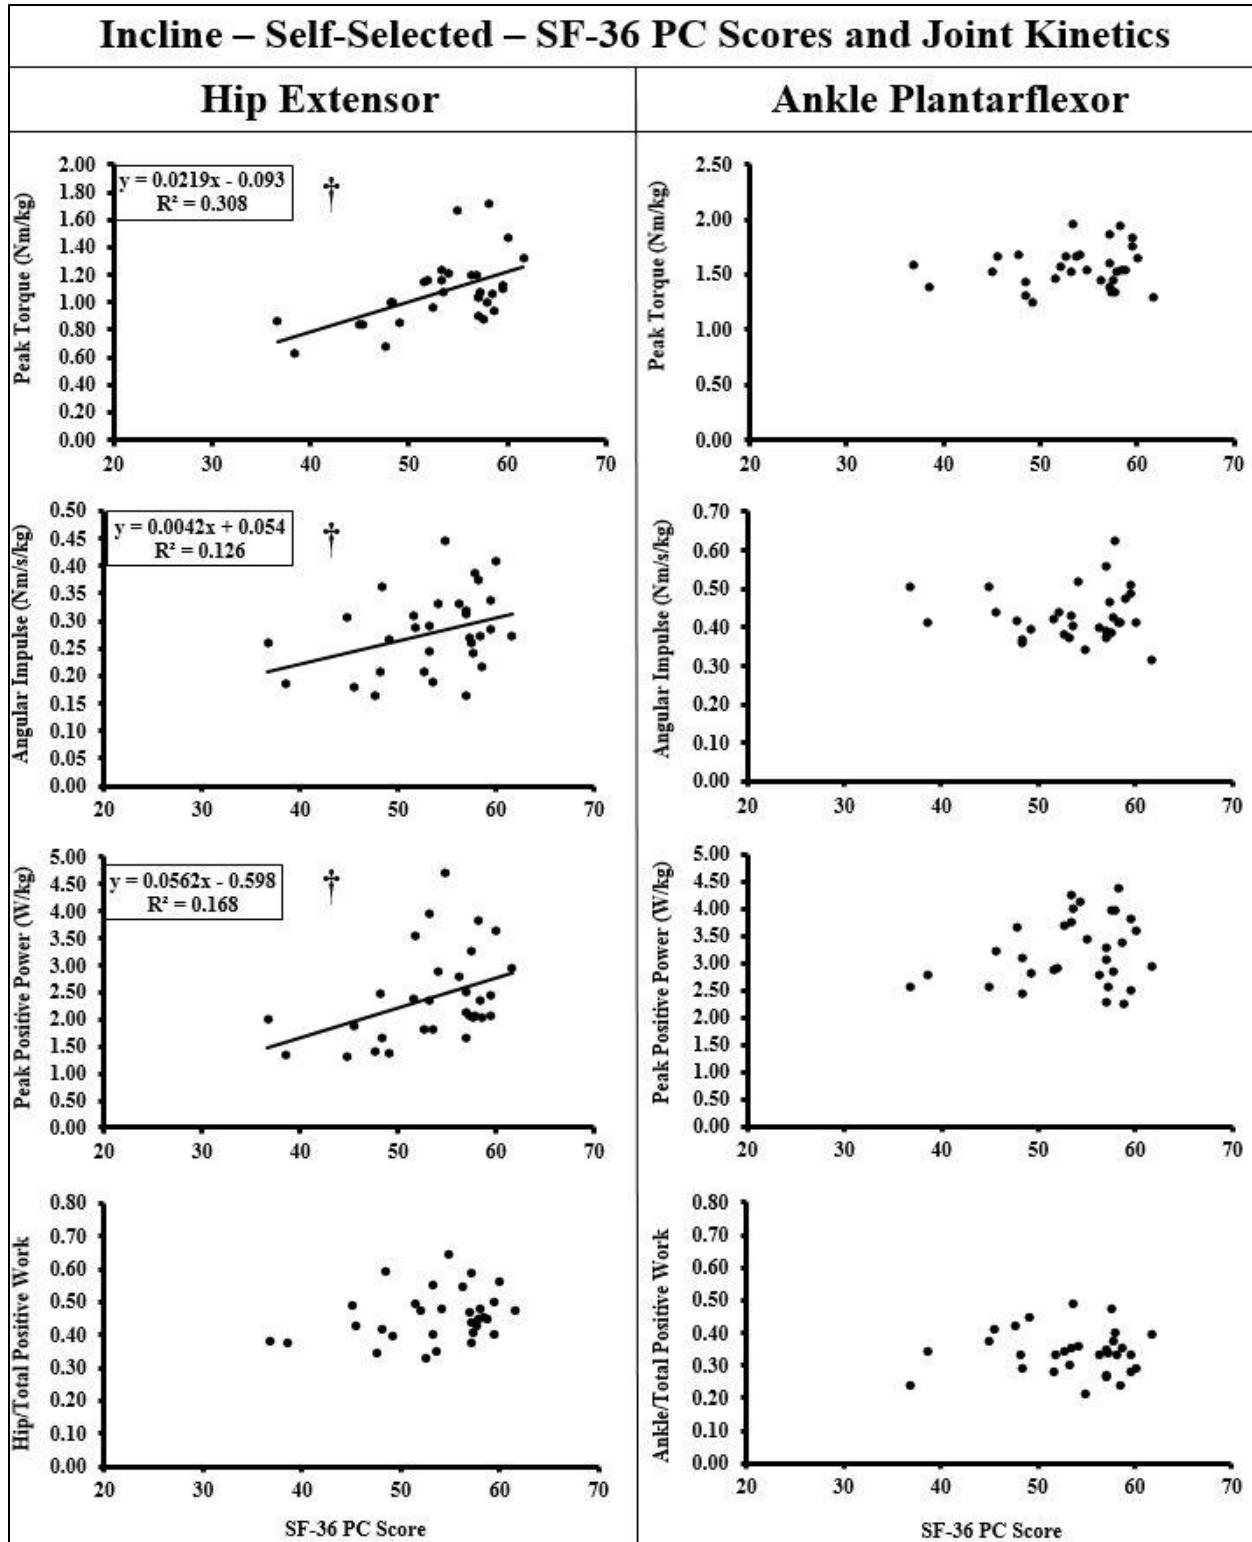 Incline – Self-Selected – SF-36 PC Scores and Joint Kinetics
Hip Extensor
Ankle Plantarflexor
Peak Torque (Nm/kg)
2.00
1.80
1.60
1.40
1.20
1.00
0.80
0.60
0.40
0.20
0.00
y = 0.0219x - 0.093
R² = 0.308
†
20 30 40 50 60 70
Peak Torque (Nm/kg)
2.50
2.00
1.50
1.00
0.50
0.00
20 30 40 50 60 70
Angular Impulse (Nm/s/kg)
0.50
0.45
0.40
0.35
0.30
0.25
0.20
0.15
0.10
0.05
0.00
y = 0.0042x + 0.054
R² = 0.126
†
20 30 40 50 60 70
Angular Impulse (Nm/s/kg)
0.70
0.60
0.50
0.40
0.30
0.20
0.10
0.00
20 30 40 50 60 70
Peak Positive Power (W/kg)
5.00
4.50
4.00
3.50
3.00
2.50
2.00
1.50
1.00
0.50
0.00
y = 0.0562x - 0.598
R² = 0.168
†
20 30 40 50 60 70
Peak Positive Power (W/kg)
5.00
4.50
4.00
3.50
3.00
2.50
2.00
1.50
1.00
0.50
0.00
20 30 40 50 60 70
Hip/Total Positive Work
0.80
0.70
0.60
0.50
0.40
0.30
0.20
0.10
0.00
20 30 40 50 60 70
SF-36 PC Score
Ankle/Total Positive Work
0.80
0.70
0.60
0.50
0.40
0.30
0.20
0.10
0.00
20 30 40 50 60 70
SF-36 PC Score